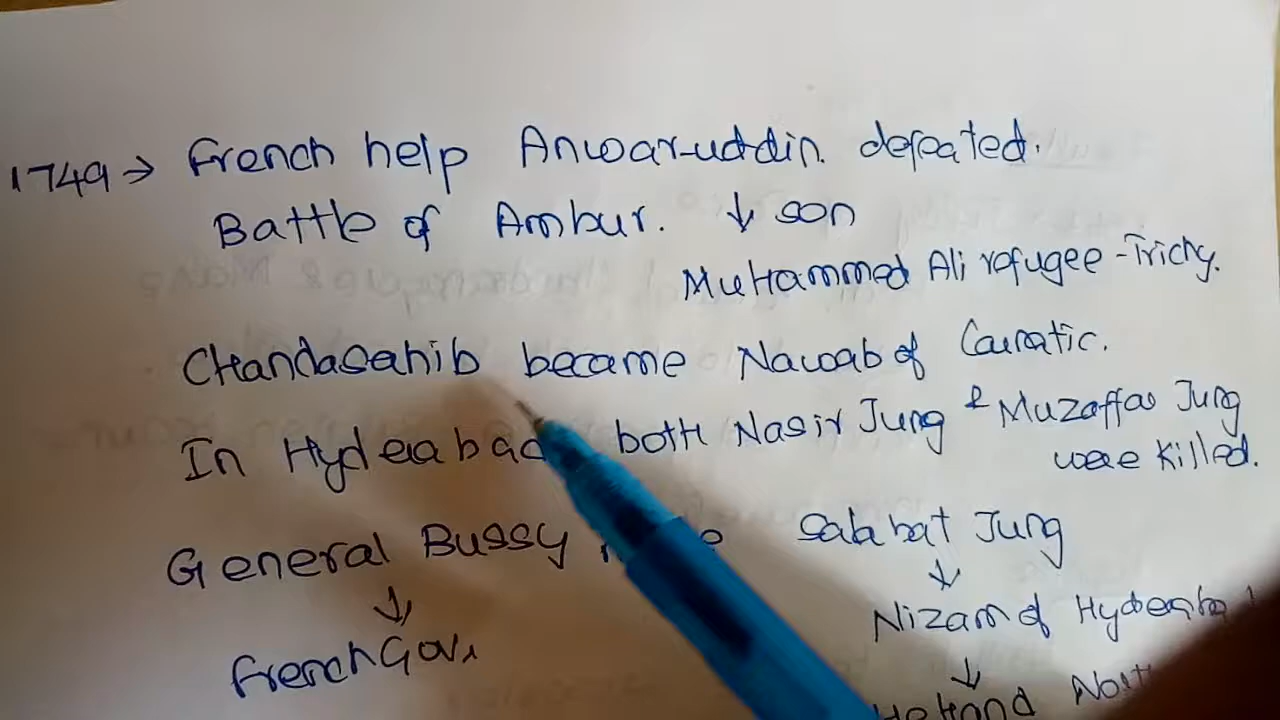 1749 → French help Anwar-uddin defeated.
Battle of Ambur. ↓ son
Muhammed Ali refugee - Trichy.
Chandasahib became Nawab of Carnatic.
In Hyderabad both Nasir Jung & Muzaffar Jung
were killed.
General Bussy Salabat Jung
↓ ↓
French Gov. Nizam of
↓